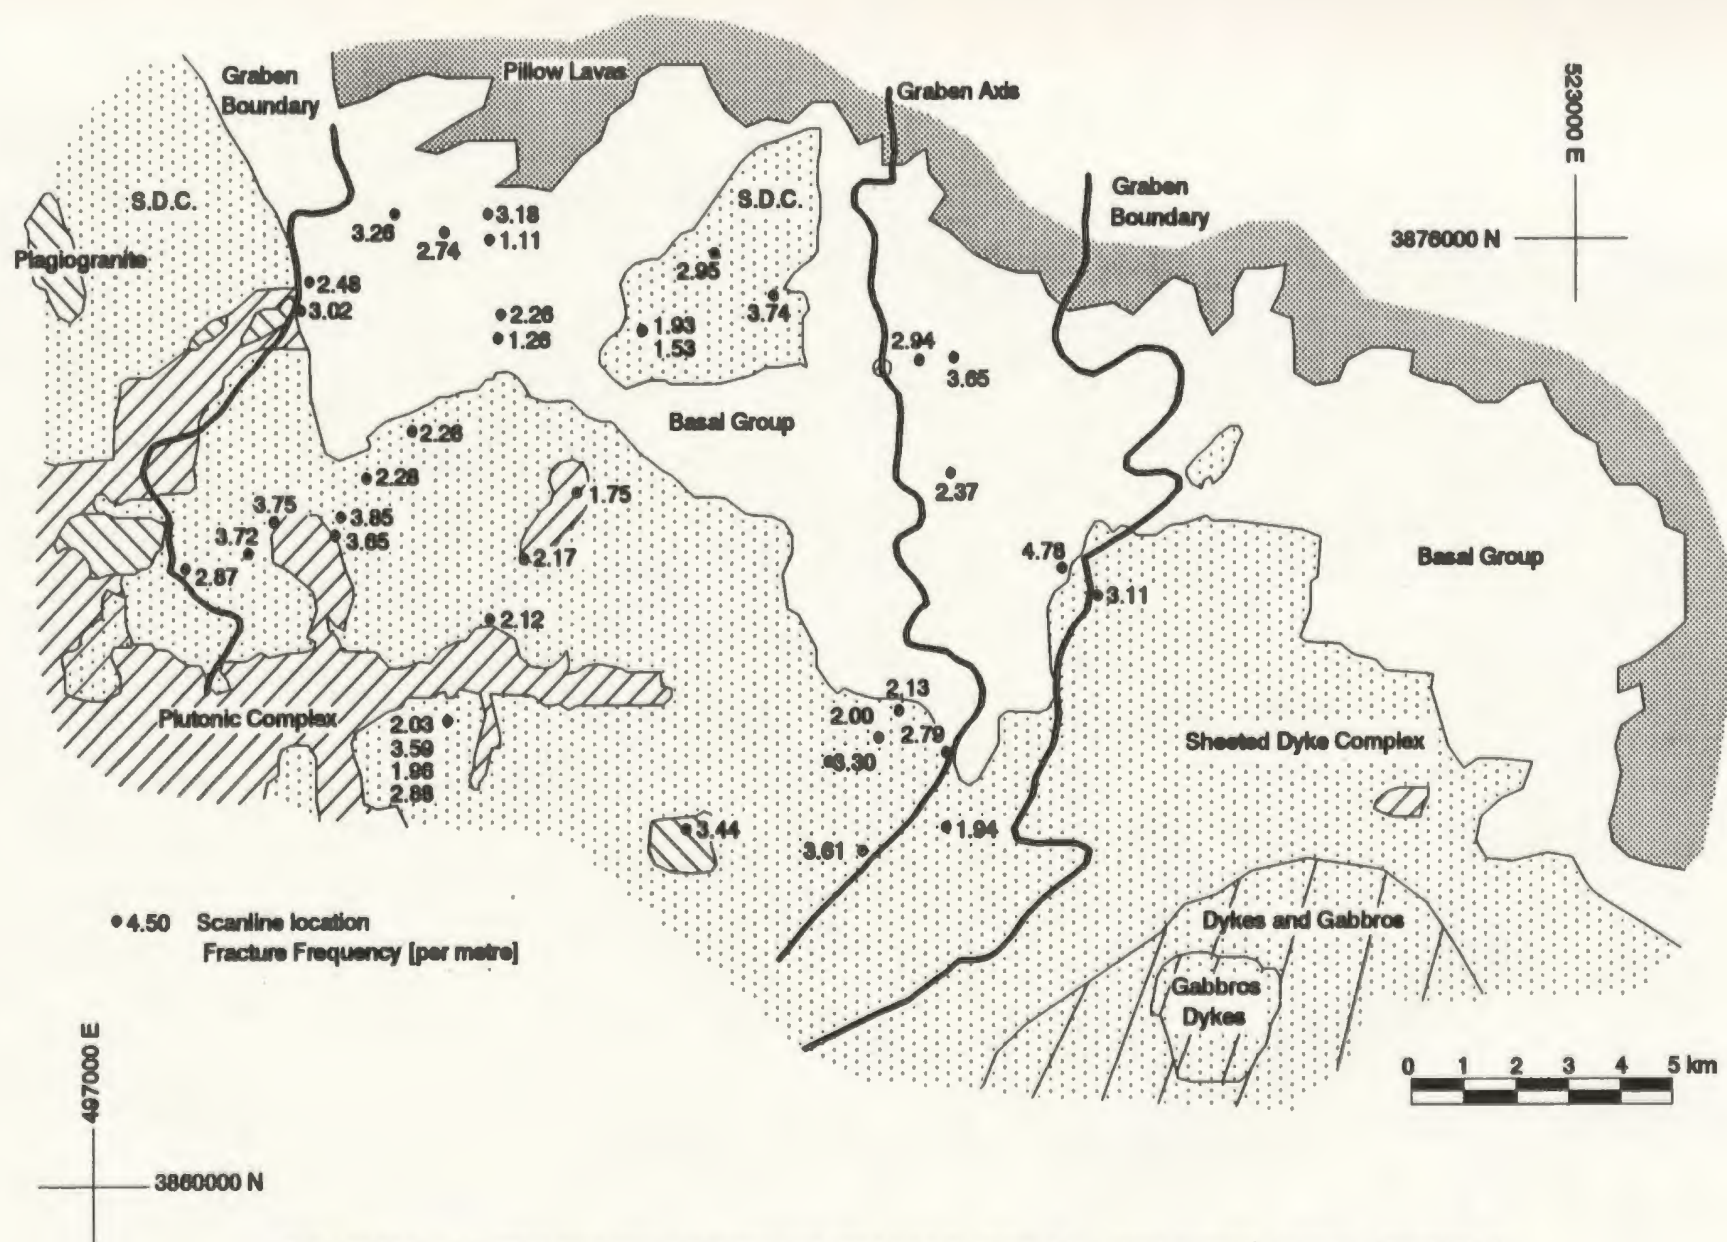 Graben
Boundary
Pillow Lavas
Graben Axis
523000 E
S.D.C.
S.D.C.
Graben
Boundary
3876000 N
Plagiogranite
3.26
2.74
3.18
1.11
2.95
3.74
2.48
3.02
2.26
1.26
1.93
1.53
2.94
3.65
Basal Group
2.26
2.28
1.75
2.37
3.75
3.72
3.85
3.65
2.87
2.17
4.78
3.11
Basal Group
2.12
Plutonic Complex
2.03
3.59
1.96
2.88
2.13
2.00
2.79
3.30
Sheeted Dyke Complex
3.44
3.61
1.94
4.50 Scanline location
Fracture Frequency [per metre]
Dykes and Gabbros
Gabbros
Dykes
0 1 2 3 4 5 km
497000 E
3860000 N